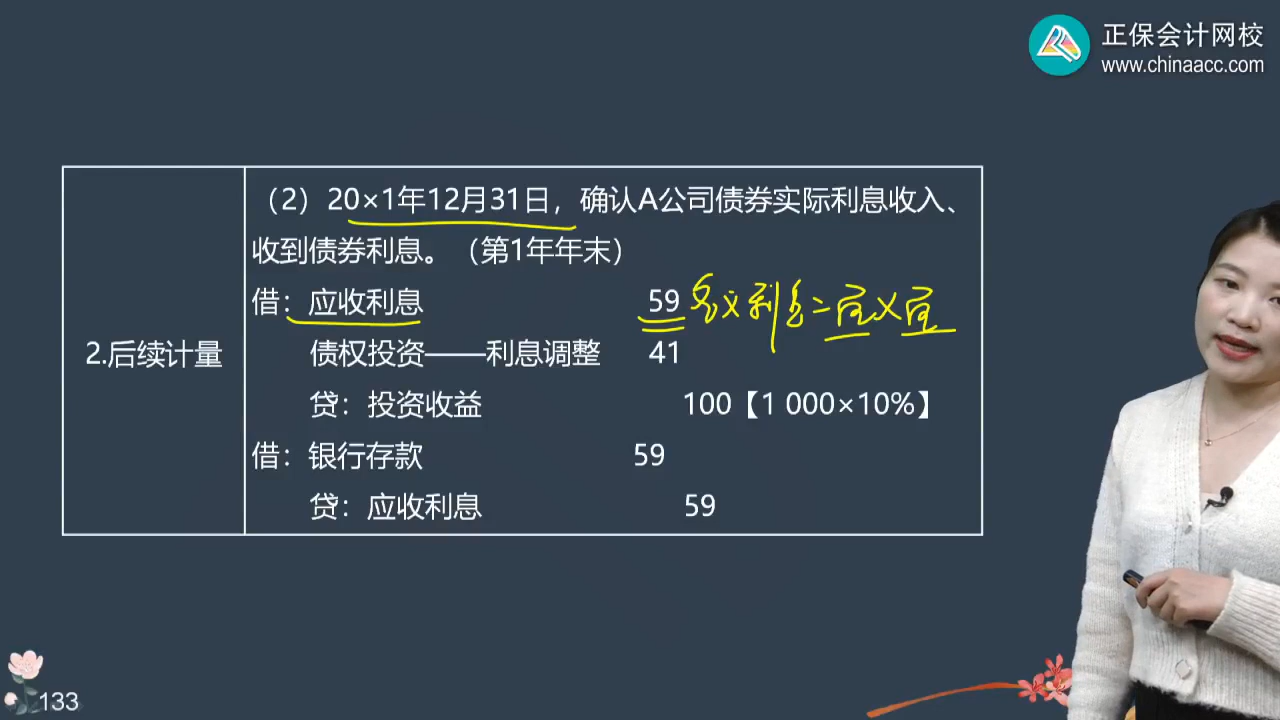 正保会计网校
www.chinaacc.com
（2）20×1年12月31日，确认A公司债券实际利息收入、
收到债券利息。（第1年年末）
借：应收利息 59 名义利息=面×面
2.后续计量
债权投资——利息调整 41
贷：投资收益 100【1 000×10%】
借：银行存款 59
贷：应收利息 59
133